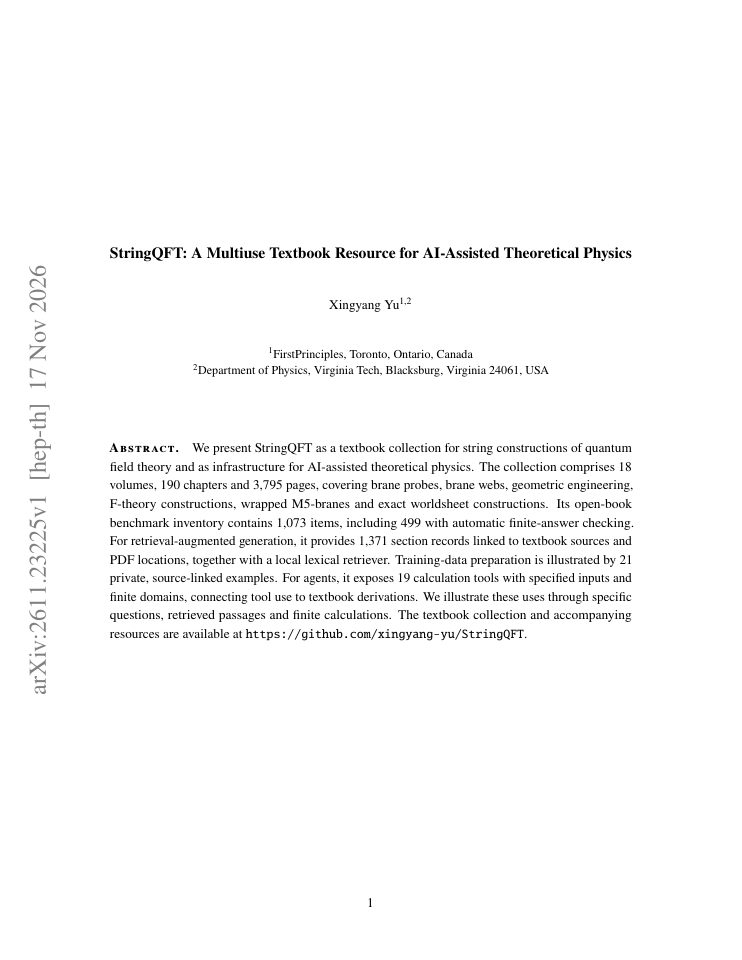 StringQFT: A Multiuse Textbook Resource for AI-Assisted Theoretical Physics
Xingyang Yu1,2
1FirstPrinciples, Toronto, Ontario, Canada
2Department of Physics, Virginia Tech, Blacksburg, Virginia 24061, USA
Abstract. We present StringQFT as a textbook collection for string constructions of quantum
field theory and as infrastructure for AI-assisted theoretical physics. The collection comprises 18
volumes, 190 chapters and 3,795 pages, covering brane probes, brane webs, geometric engineering,
F-theory constructions, wrapped M5-branes and exact worldsheet constructions. Its open-book
benchmark inventory contains 1,073 items, including 499 with automatic finite-answer checking.
For retrieval-augmented generation, it provides 1,371 section records linked to textbook sources and
PDF locations, together with a local lexical retriever. Training-data preparation is illustrated by 21
private, source-linked examples. For agents, it exposes 19 calculation tools with specified inputs and
finite domains, connecting tool use to textbook derivations. We illustrate these uses through specific
questions, retrieved passages and finite calculations. The textbook collection and accompanying
resources are available at https://github.com/xingyang-yu/StringQFT.
arXiv:2611.23225v1 [hep-th] 17 Nov 2026
1